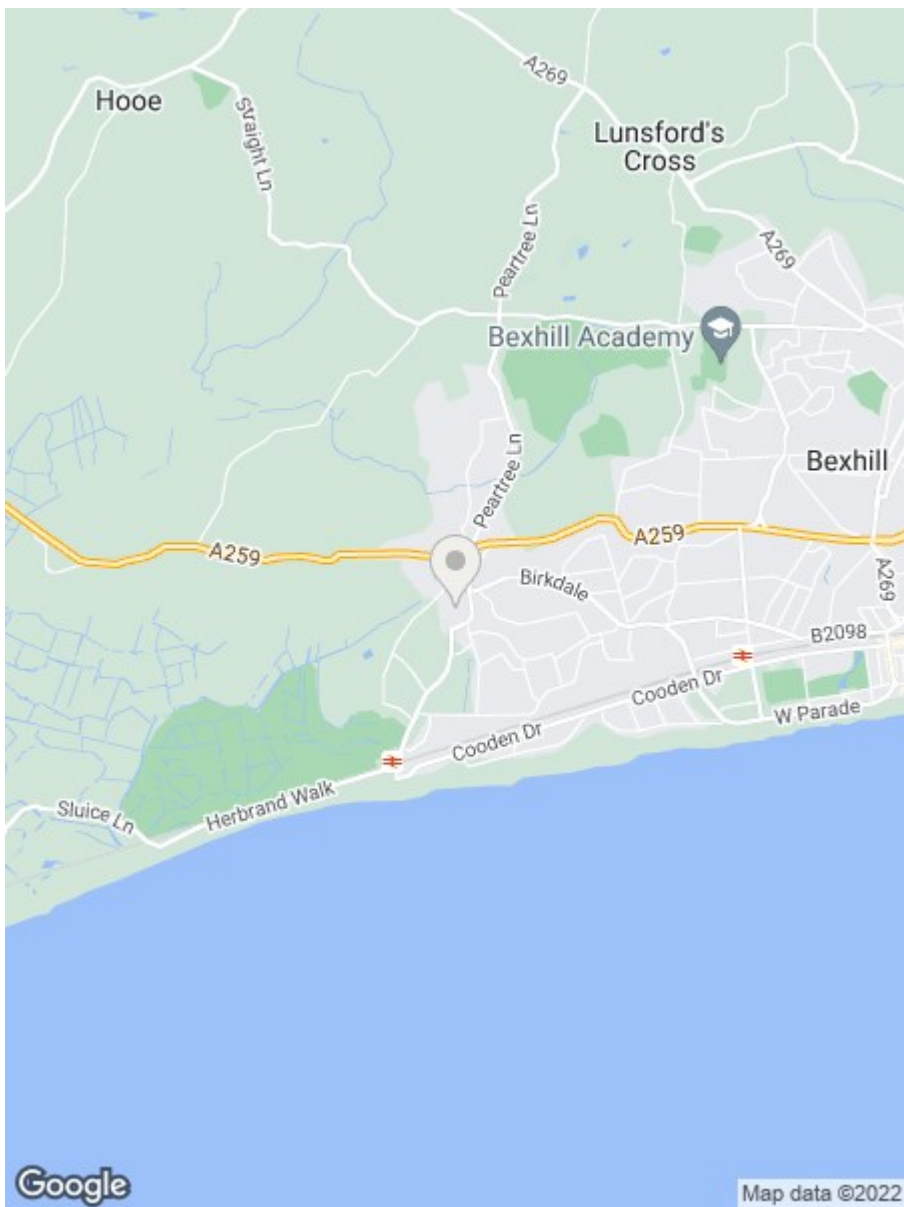 A269
Hooe
Straight Ln
Lunsford's
Cross
Peartree Ln
A269
Bexhill Academy
Peartree Ln
Bexhill
A259
A259
Birkdale
A269
B2098
Cooden Dr
W Parade
Cooden Dr
Herbrand Walk
Sluice Ln
Google
Map data ©2022